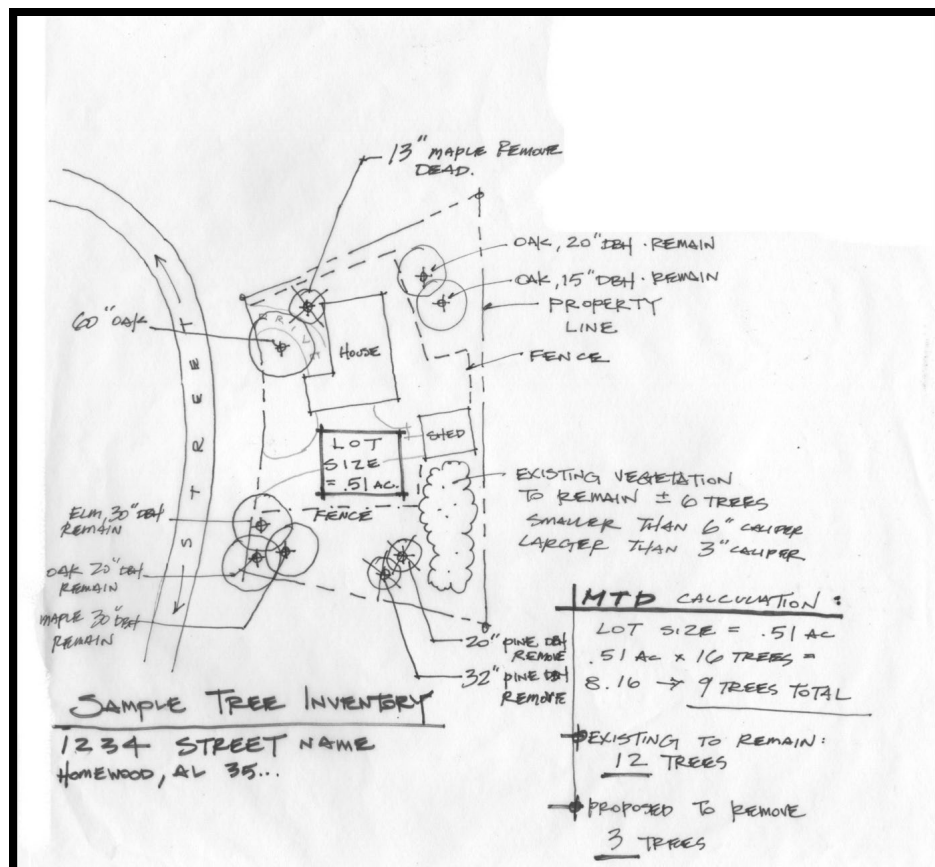 13" MAPLE REMOVE
DEAD.
OAK, 20" DBH · REMAIN
OAK, 15" DBH · REMAIN
PROPERTY
LINE
FENCE
60" OAK
DRIVE
HOUSE
STREET
LOT
SIZE
= .51 AC.
SHED
FENCE
EXISTING VEGETATION
TO REMAIN ± 6 TREES
SMALLER THAN 6" CALIPER
LARGER THAN 3" CALIPER
ELM, 30" DBH
REMAIN
OAK 20" DBH
REMAIN
MAPLE 30" DBH
REMAIN
20" PINE DBH
REMOVE
32" PINE DBH
REMOVE
MTD CALCULATION:
LOT SIZE = .51 AC
.51 AC x 16 TREES =
8.16 → 9 TREES TOTAL
EXISTING TO REMAIN:
12 TREES
PROPOSED TO REMOVE
3 TREES
SAMPLE TREE INVENTORY
1234 STREET NAME
HOMEWOOD, AL 35...